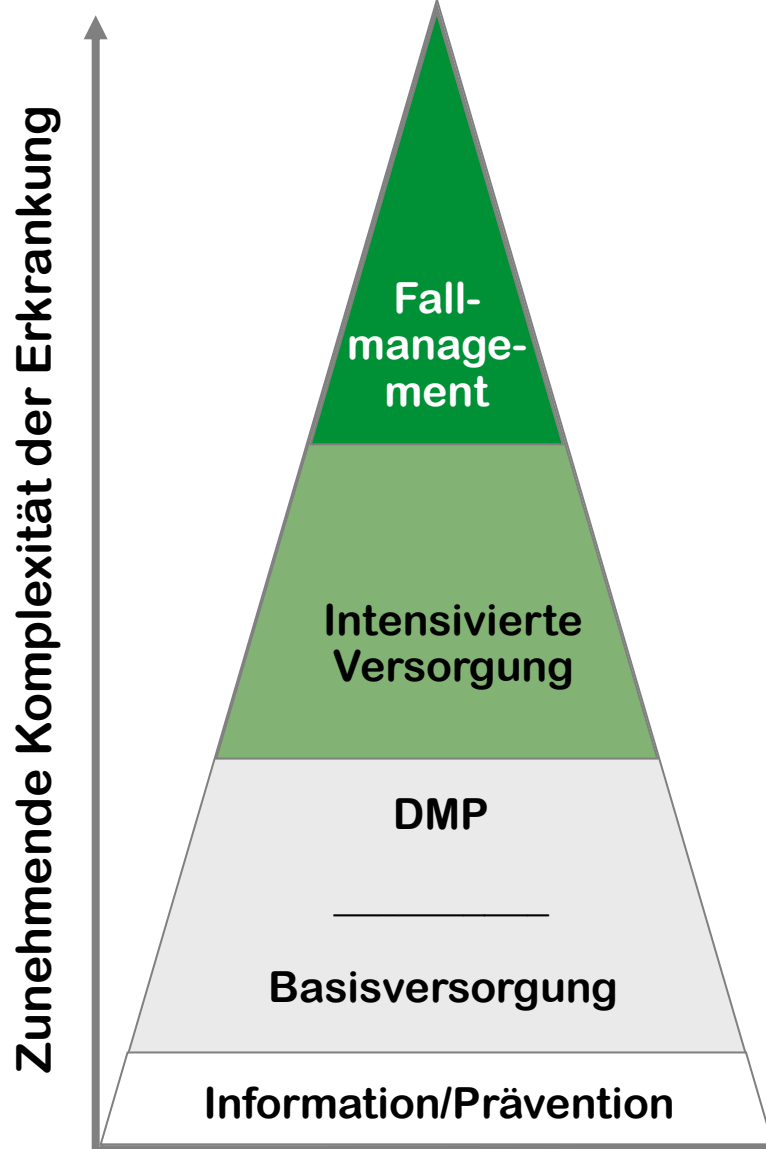 Zunehmende Komplexität der Erkrankung
Fall-
manage-
ment
Intensivierte
Versorgung
DMP
Basisversorgung
Information/Prävention